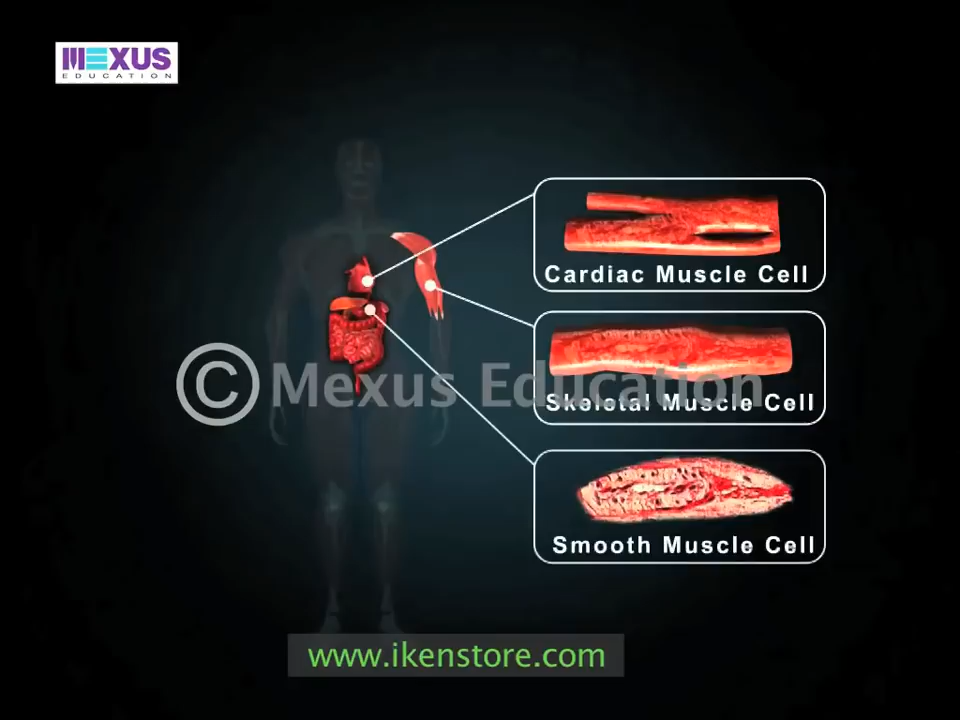 MEXUS
EDUCATION
Cardiac Muscle Cell
© Mexus Education
Skeletal Muscle Cell
Smooth Muscle Cell
www.ikenstore.com